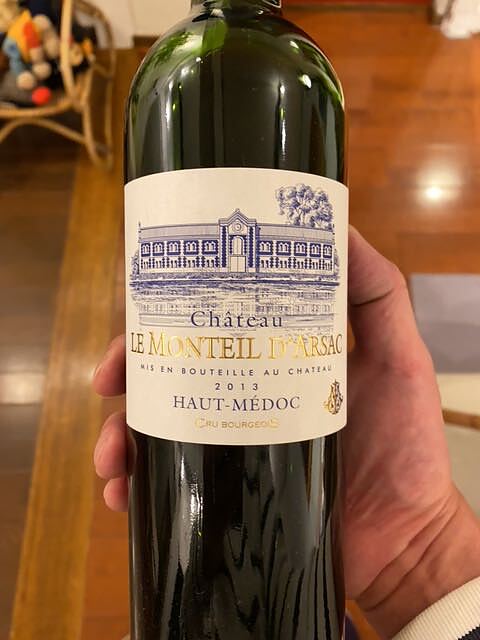 Château
LE MONTEIL D'ARSAC
MIS EN BOUTEILLE AU CHATEAU
2013
HAUT-MÉDOC
CRU BOURGEOIS